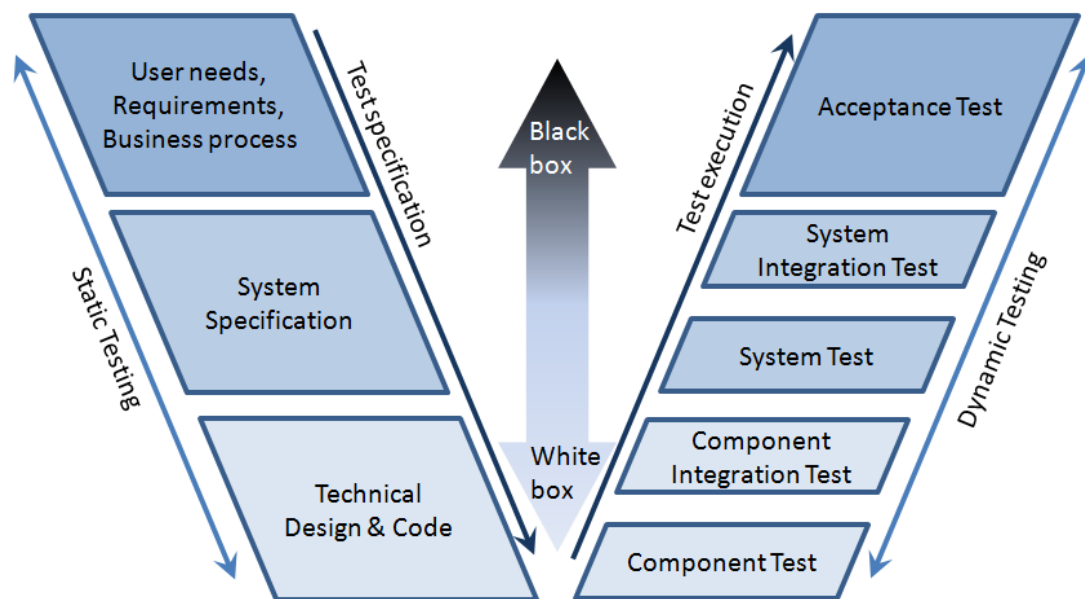 User needs,
Requirements,
Business process
System
Specification
Technical
Design & Code
Static Testing
Test specification
Black
box
White
box
Test execution
Acceptance Test
System
Integration Test
System Test
Component
Integration Test
Component Test
Dynamic Testing